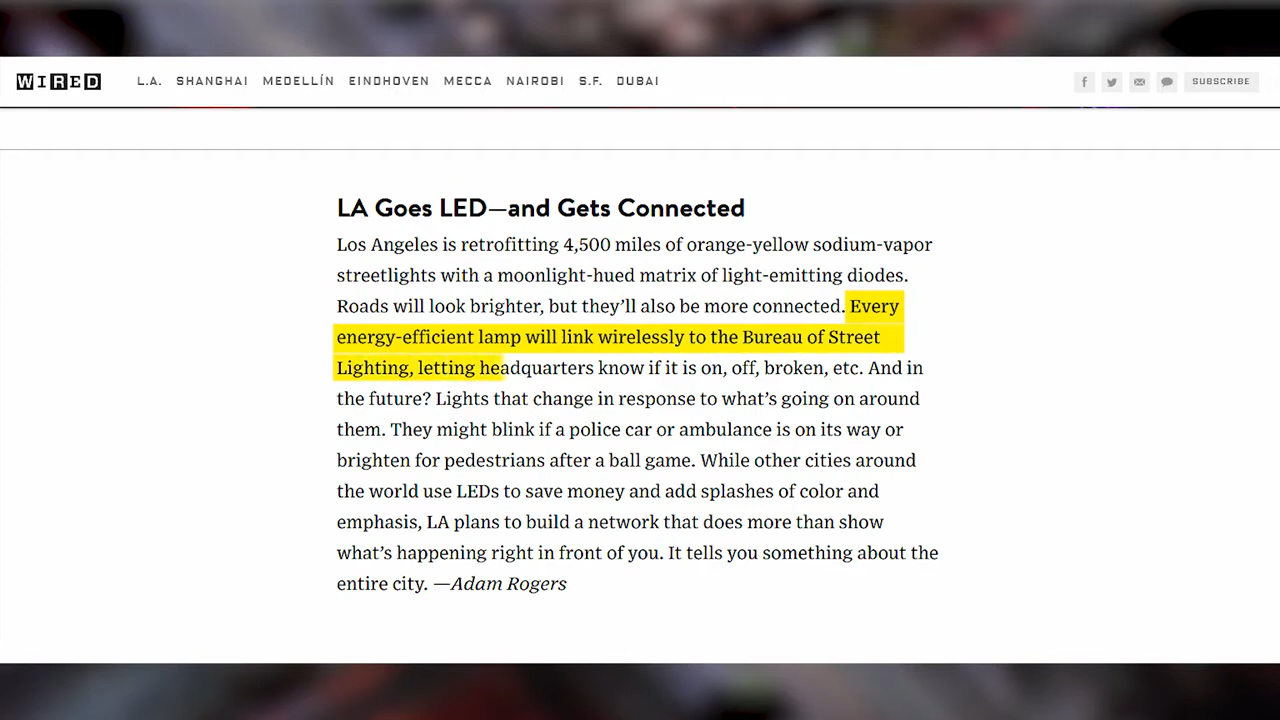 WIRED L.A. SHANGHAI MEDELLÍN EINDHOVEN MECCA NAIROBI S.F. DUBAI SUBSCRIBE
LA Goes LED—and Gets Connected
Los Angeles is retrofitting 4,500 miles of orange-yellow sodium-vapor
streetlights with a moonlight-hued matrix of light-emitting diodes.
Roads will look brighter, but they’ll also be more connected. Every
energy-efficient lamp will link wirelessly to the Bureau of Street
Lighting, letting headquarters know if it is on, off, broken, etc. And in
the future? Lights that change in response to what’s going on around
them. They might blink if a police car or ambulance is on its way or
brighten for pedestrians after a ball game. While other cities around
the world use LEDs to save money and add splashes of color and
emphasis, LA plans to build a network that does more than show
what’s happening right in front of you. It tells you something about the
entire city. —Adam Rogers